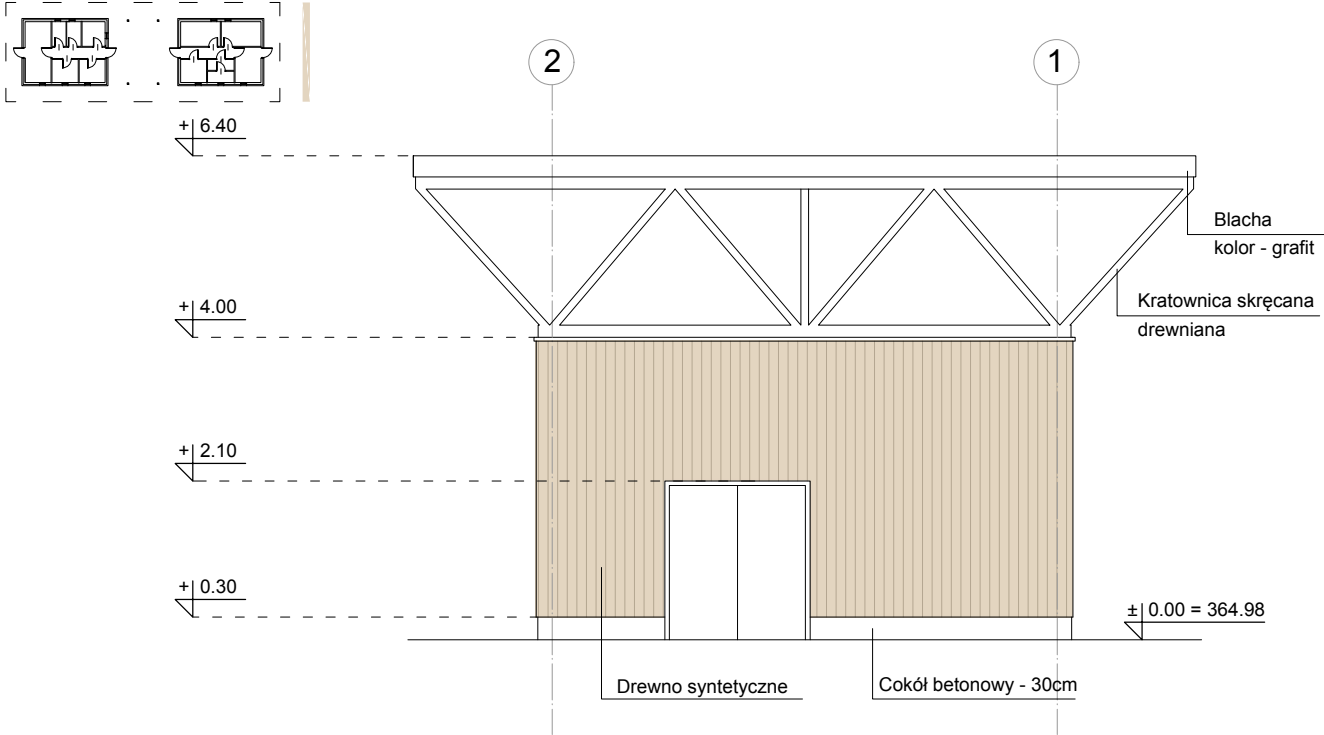 2
1
+ 6.40
Blacha
kolor - grafit
Kratownica skręcana
drewniana
+ 4.00
+ 2.10
+ 0.30
± 0.00 = 364.98
Drewno syntetyczne
Cokół betonowy - 30cm